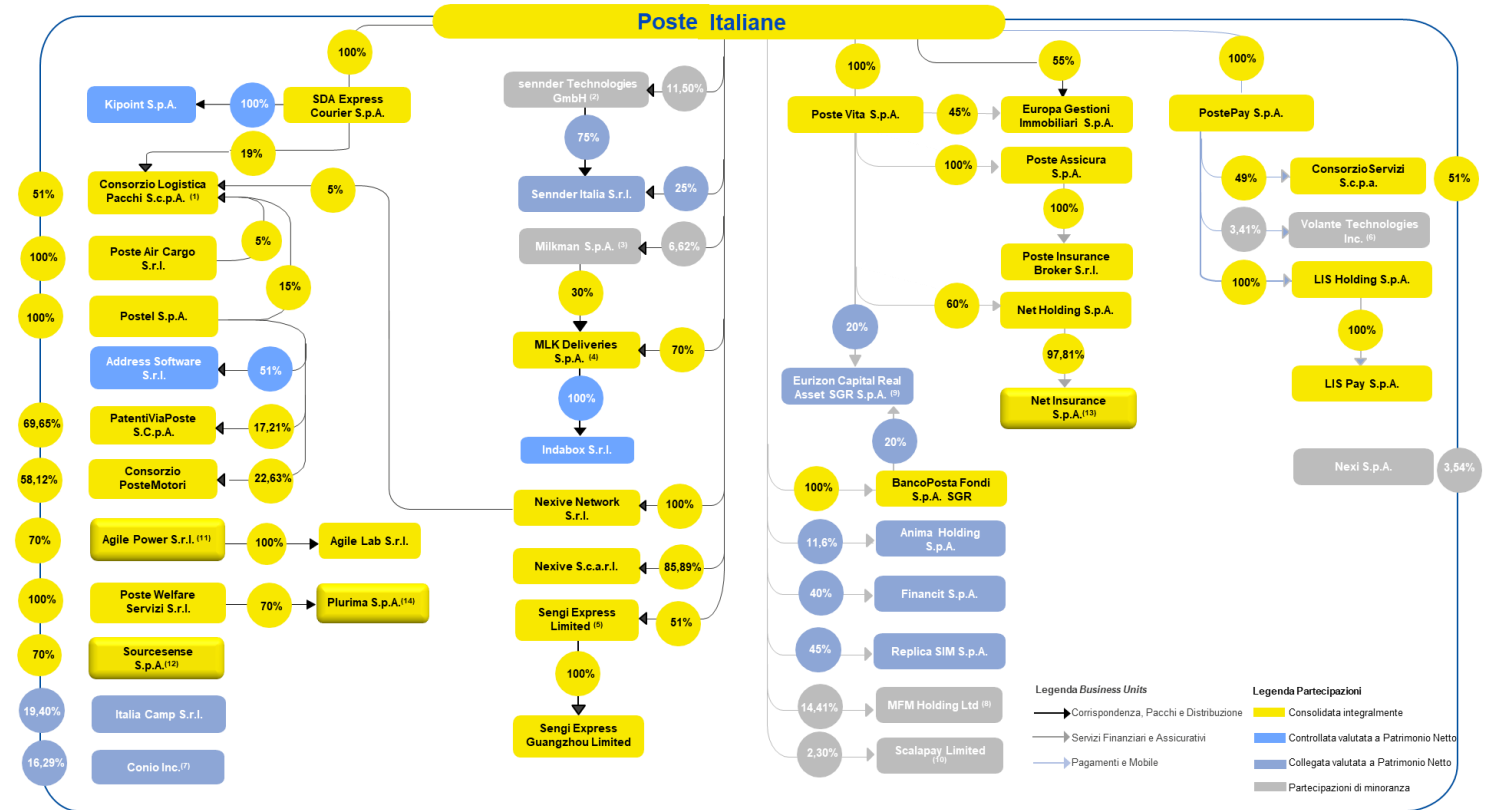 Poste Italiane
100%
SDA Express
Courier S.p.A.
100%
Kipoint S.p.A.
19%
51%
Consorzio Logistica
Pacchi S.c.p.A. (1)
5%
100%
Poste Air Cargo
S.r.l.
5%
15%
100%
Postel S.p.A.
Address Software
S.r.l.
51%
69,65%
PatentiViaPoste
S.C.p.A.
17,21%
58,12%
Consorzio
PosteMotori
22,63%
70%
Agile Power S.r.l. (11)
100%
Agile Lab S.r.l.
100%
Poste Welfare
Servizi S.r.l.
70%
Plurima S.p.A.(14)
70%
Sourcesense
S.p.A.(12)
19,40%
Italia Camp S.r.l.
16,29%
Conio Inc.(7)
sennder Technologies
GmbH (2)
11,50%
75%
Sennder Italia S.r.l.
25%
Milkman S.p.A. (3)
6,62%
30%
MLK Deliveries
S.p.A. (4)
70%
100%
Indabox S.r.l.
Nexive Network
S.r.l.
100%
Nexive S.c.a.r.l.
85,89%
Sengi Express
Limited (5)
51%
100%
Sengi Express
Guangzhou Limited
100%
Poste Vita S.p.A.
45%
55%
Europa Gestioni
Immobiliari S.p.A.
100%
Poste Assicura
S.p.A.
100%
Poste Insurance
Broker S.r.l.
60%
Net Holding S.p.A.
97,81%
Net Insurance
S.p.A.(13)
20%
Eurizon Capital Real
Asset SGR S.p.A. (9)
20%
100%
BancoPosta Fondi
S.p.A. SGR
11,6%
Anima Holding
S.p.A.
40%
Financit S.p.A.
45%
Replica SIM S.p.A.
14,41%
MFM Holding Ltd (8)
2,30%
Scalapay Limited
(10)
100%
PostePay S.p.A.
49%
ConsorzioServizi
S.c.p.a.
51%
3,41%
Volante Technologies
Inc. (6)
100%
LIS Holding S.p.A.
100%
LIS Pay S.p.A.
Nexi S.p.A.
3,54%
Legenda Business Units
Corrispondenza, Pacchi e Distribuzione
Servizi Finanziari e Assicurativi
Pagamenti e Mobile
Legenda Partecipazioni
Consolidata integralmente
Controllata valutata a Patrimonio Netto
Collegata valutata a Patrimonio Netto
Partecipazioni di minoranza